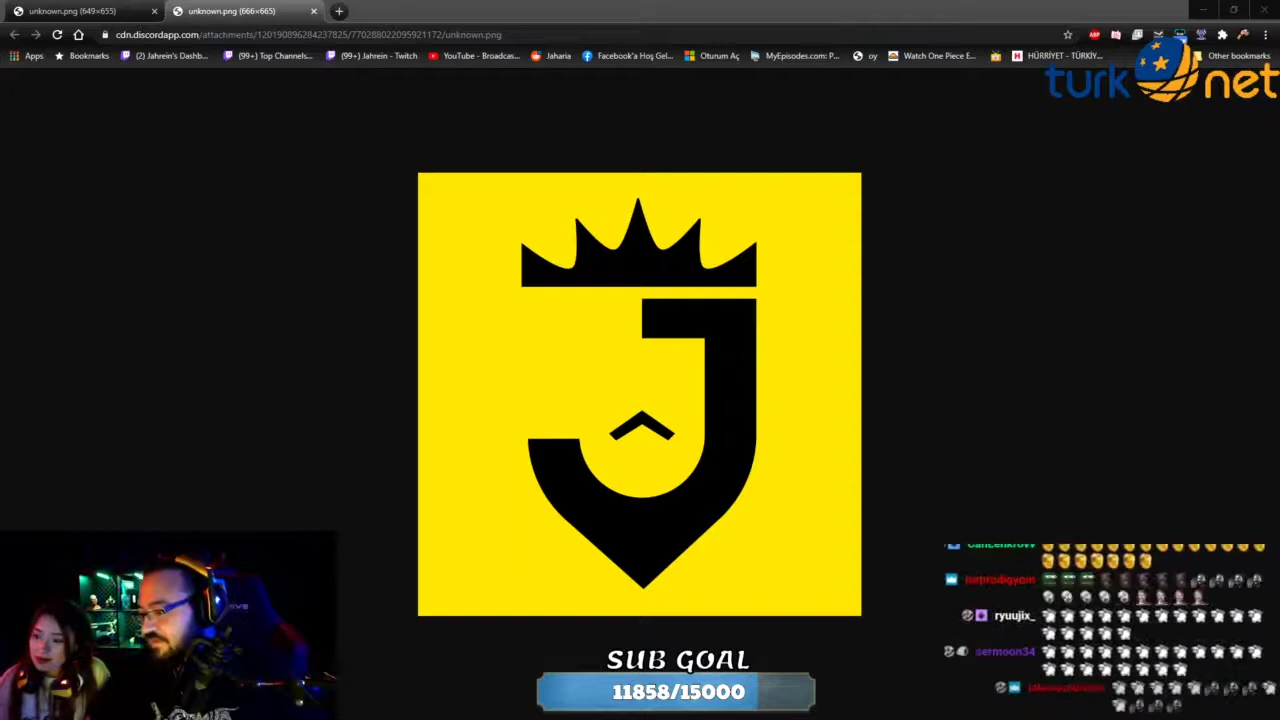 unknown.png (649×655)
unknown.png (666×665)
cdn.discordapp.com/attachments/120190896284237825/770288022095921172/unknown.png
Apps
Bookmarks
(2) Jahrein's Dashb...
(99+) Top Channels...
(99+) Jahrein - Twitch
YouTube - Broadcas...
Jaharia
Facebook'a Hoş Gel...
Oturum Aç
MyEpisodes.com: P...
oy
Watch One Piece E...
HÜRRİYET - TÜRKİY...
Other bookmarks
turk net
J
ryuujix_
sermoon34
SUB GOAL
11858/15000